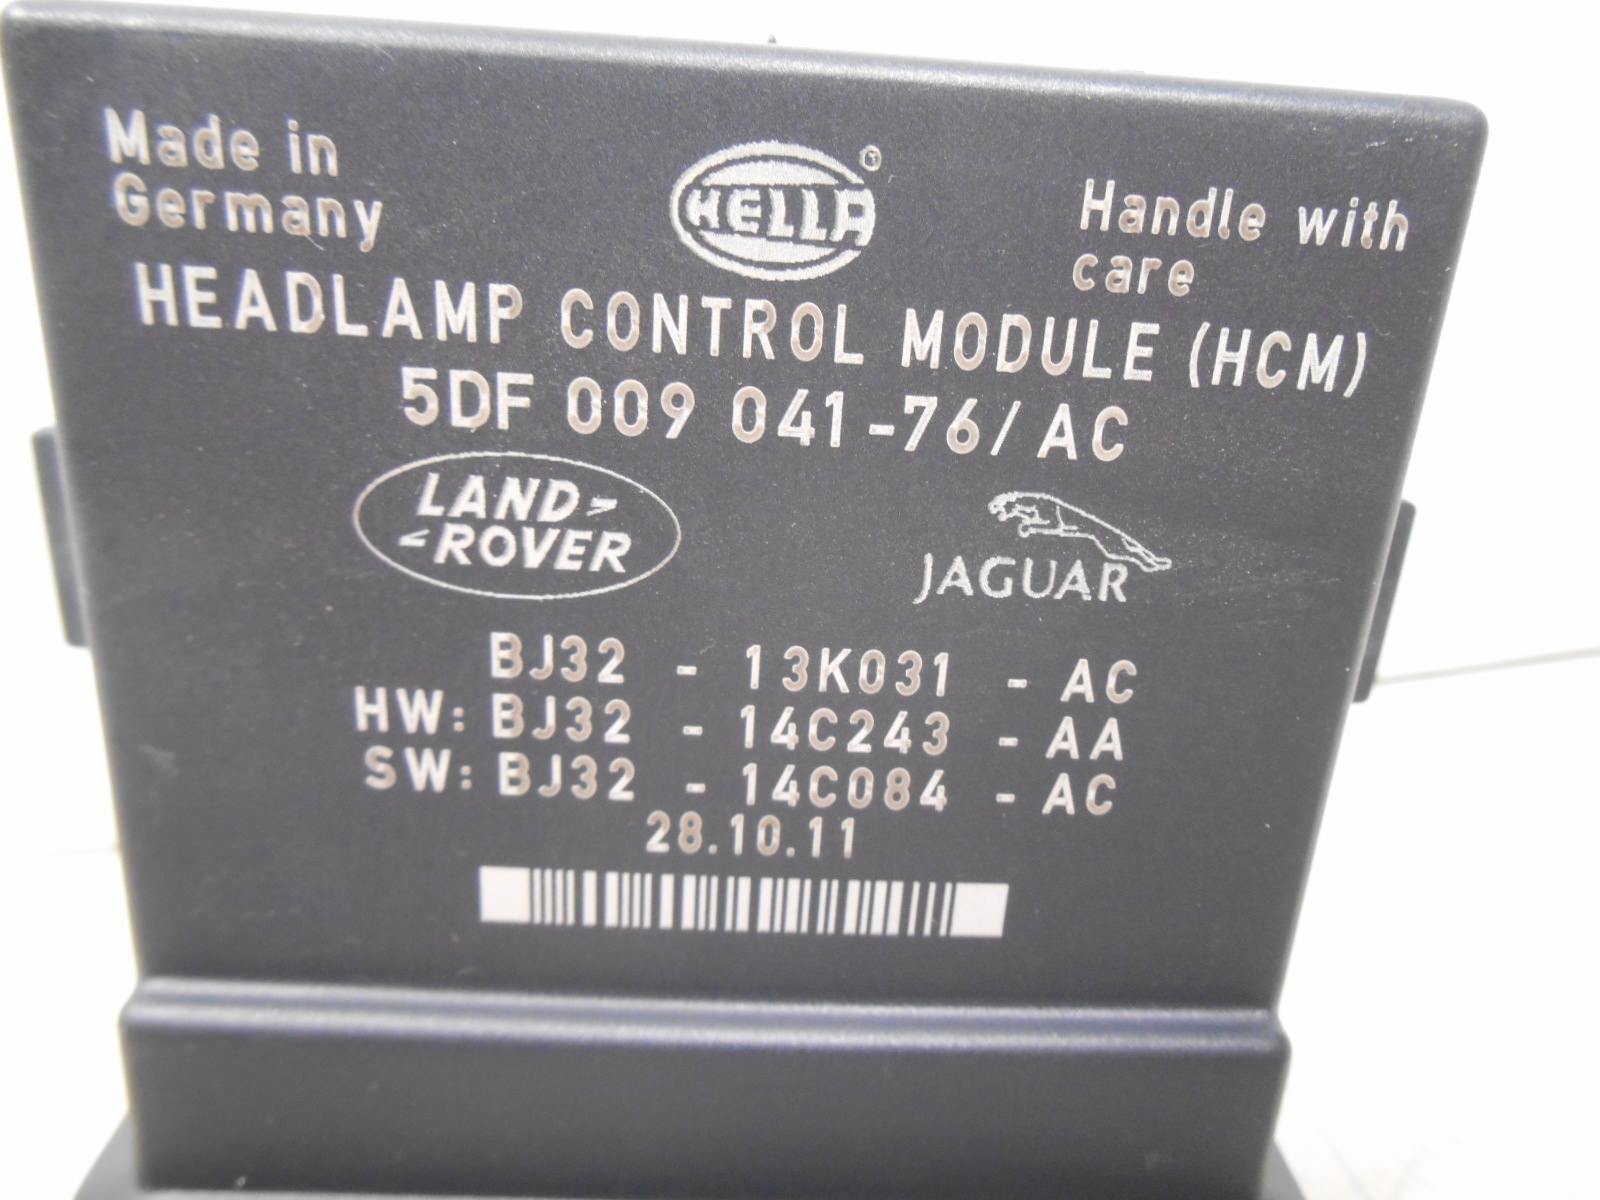 Made in
Germany
HELLA ®
Handle with
care
HEADLAMP CONTROL MODULE (HCM)
5DF 009 041-76/ AC
LAND
ROVER
JAGUAR
BJ32 - 13K031 - AC
HW: BJ32 - 14C243 - AA
SW: BJ32 - 14C084 - AC
28.10.11